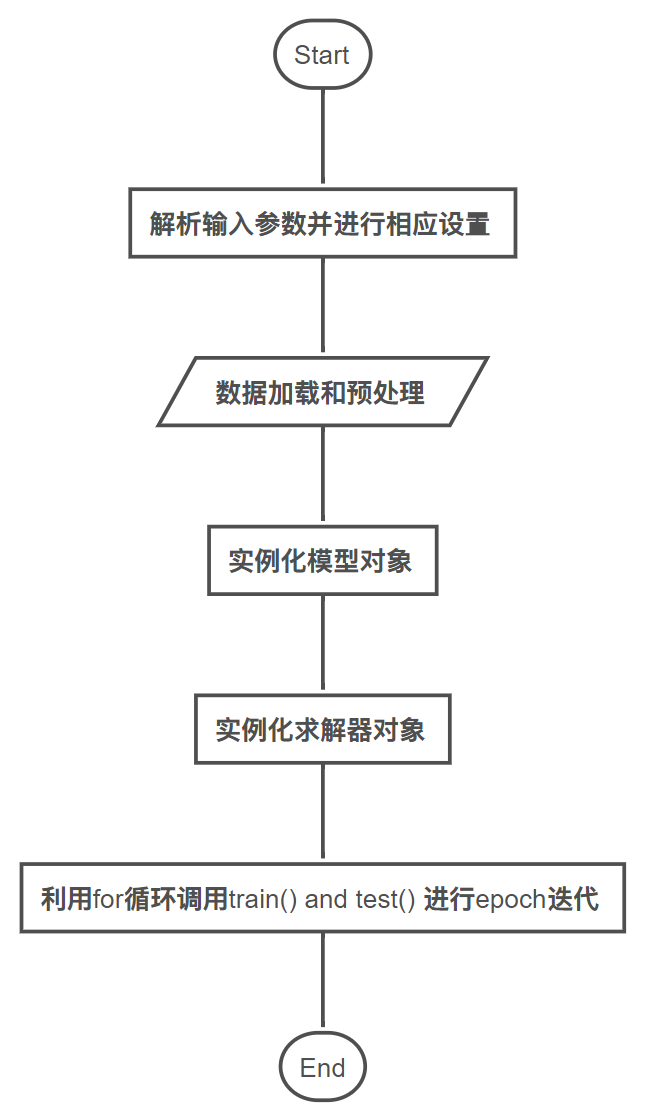 Start
解析输入参数并进行相应设置
数据加载和预处理
实例化模型对象
实例化求解器对象
利用for循环调用train() and test() 进行epoch迭代
End